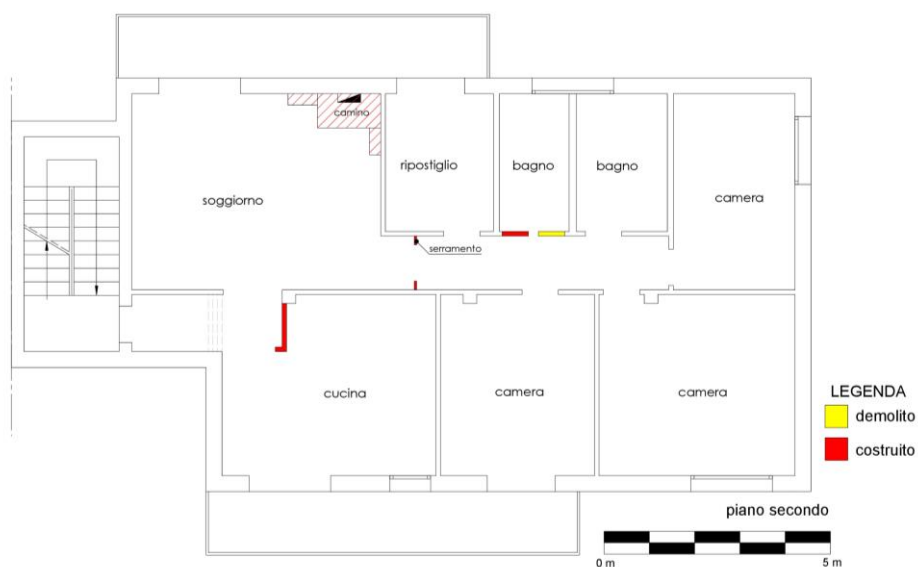 camino
ripostiglio
bagno
bagno
camera
soggiorno
serramento
cucina
camera
camera
LEGENDA
demolito
costruito
piano secondo
0 m
5 m